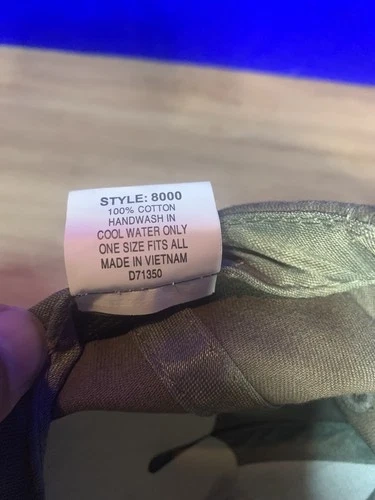 STYLE: 8000
100% COTTON
HANDWASH IN
COOL WATER ONLY
ONE SIZE FITS ALL
MADE IN VIETNAM
D71350